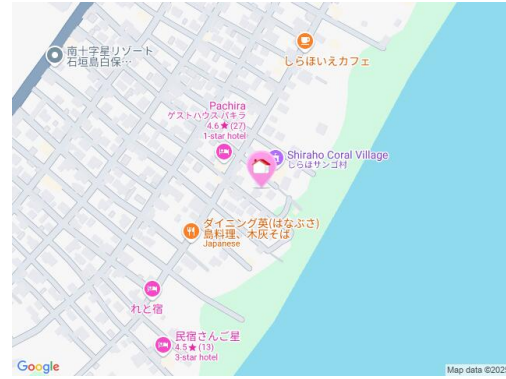 南十字星リゾート
石垣島白保…
しらほいえカフェ
Pachira
ゲストハウス パキラ
4.6★(27)
1-star hotel
Shiraho Coral Village
しらほサンゴ村
ダイニング英(はなぶさ)
島料理、木灰そば
Japanese
れと宿
民宿さんご星
4.5★(13)
3-star hotel
Google
Map data ©2025